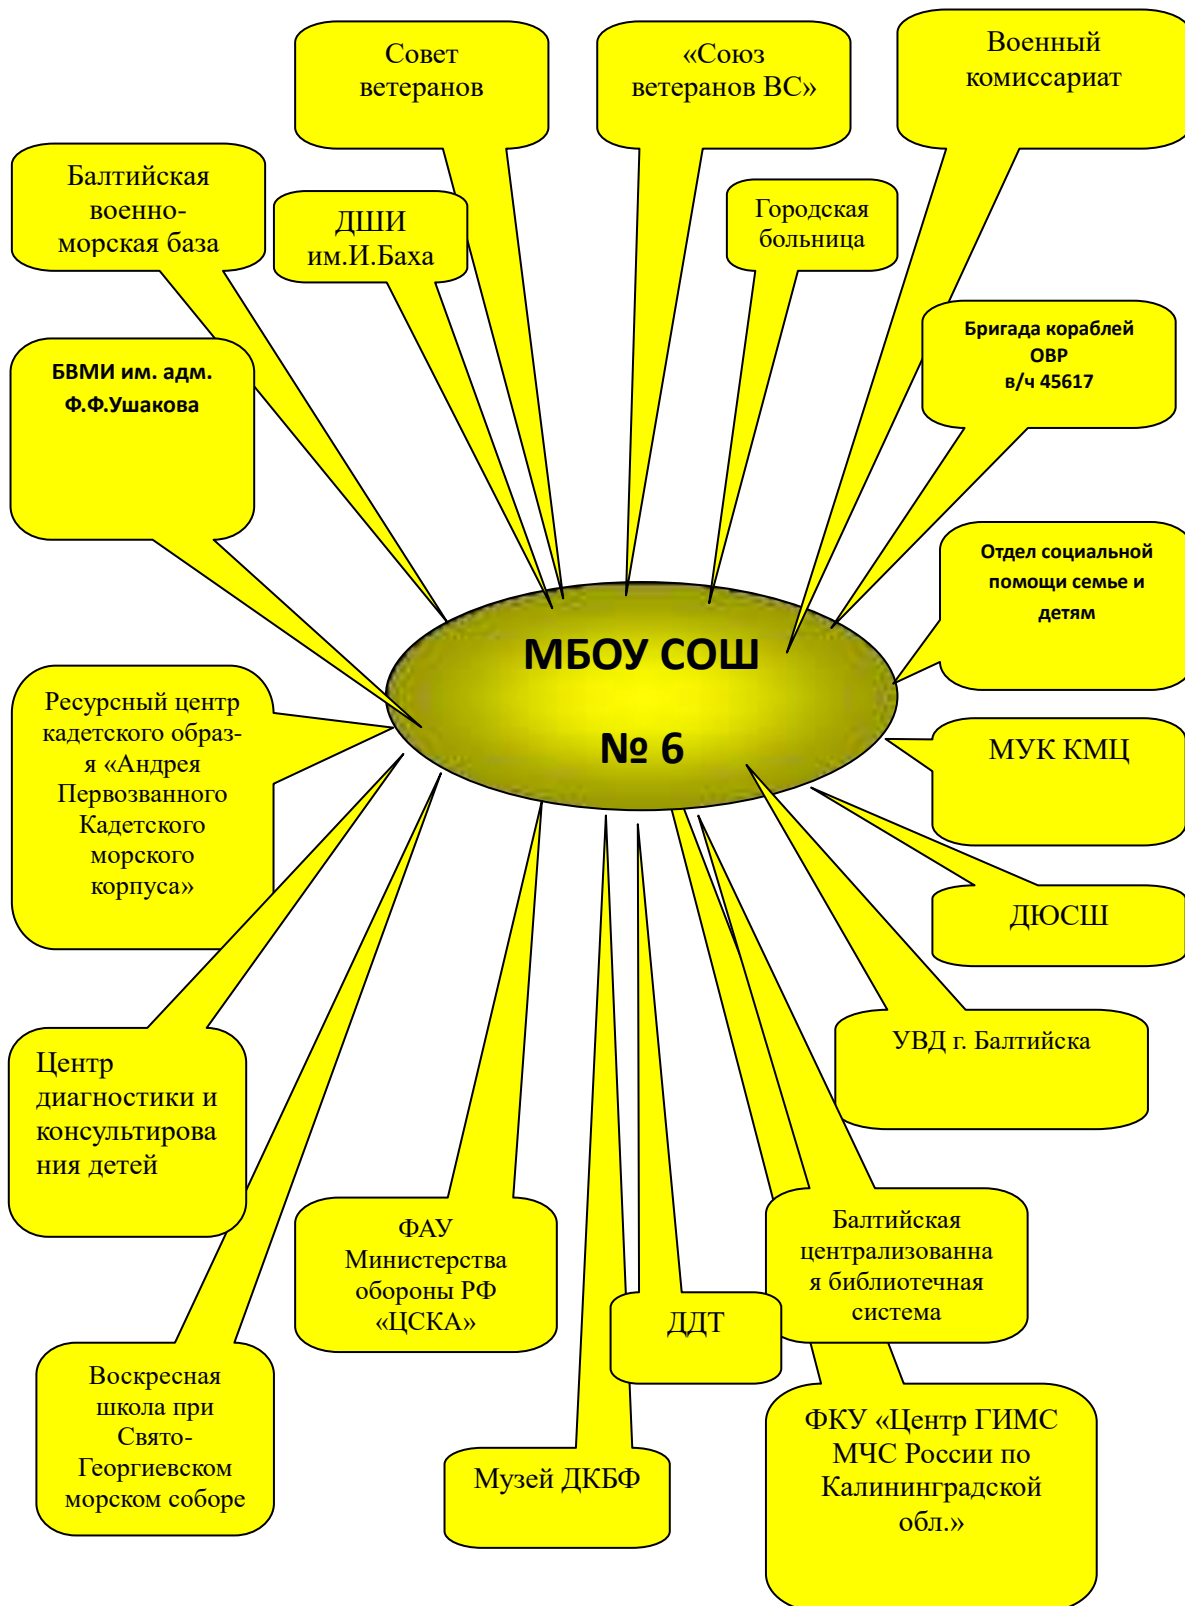 Совет
ветеранов
«Союз
ветеранов ВС»
Военный
комиссариат
Балтийская
военно-
морская база
ДШИ
им.И.Баха
Городская
больница
Бригада кораблей
ОВР
в/ч 45617
БВМИ им. адм.
Ф.Ф.Ушакова
Отдел социальной
помощи семье и
детям
МБОУ СОШ
№ 6
Ресурсный центр
кадетского образ-
я «Андрея
Первозванного
Кадетского
морского
корпуса»
МУК КМЦ
ДЮСШ
УВД г. Балтийска
Центр
диагностики и
консультирова
ния детей
ФАУ
Министерства
обороны РФ
«ЦСКА»
Балтийская
централизованна
я библиотечная
система
ДДТ
Воскресная
школа при
Свято-
Георгиевском
морском соборе
Музей ДКБФ
ФКУ «Центр ГИМС
МЧС России по
Калининградской
обл.»